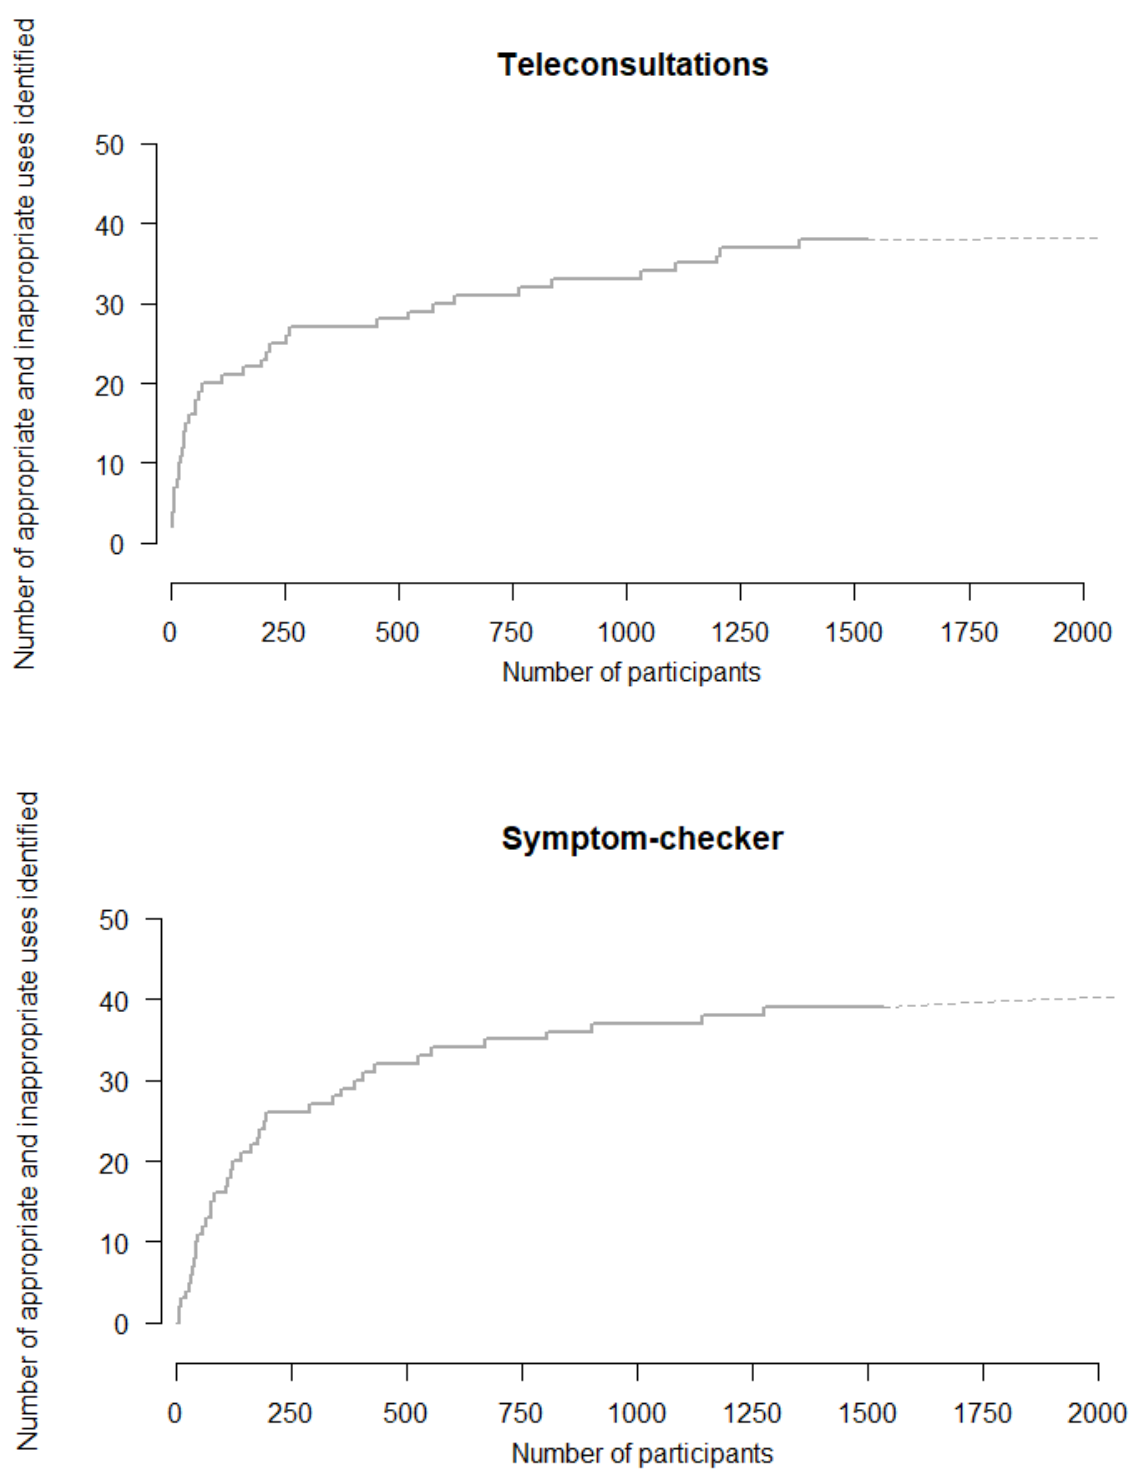 Teleconsultations
Number of appropriate and inappropriate uses identified
50
40
30
20
10
0
0 250 500 750 1000 1250 1500 1750 2000
Number of participants
Symptom-checker
Number of appropriate and inappropriate uses identified
50
40
30
20
10
0
0 250 500 750 1000 1250 1500 1750 2000
Number of participants